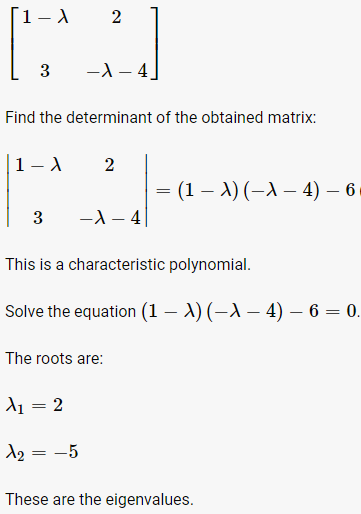 [1 − λ 2
3 −λ − 4]
Find the determinant of the obtained matrix:
|1 − λ 2
3 −λ − 4| = (1 − λ) (−λ − 4) − 6
This is a characteristic polynomial.
Solve the equation (1 − λ) (−λ − 4) − 6 = 0.
The roots are:
λ₁ = 2
λ₂ = −5
These are the eigenvalues.